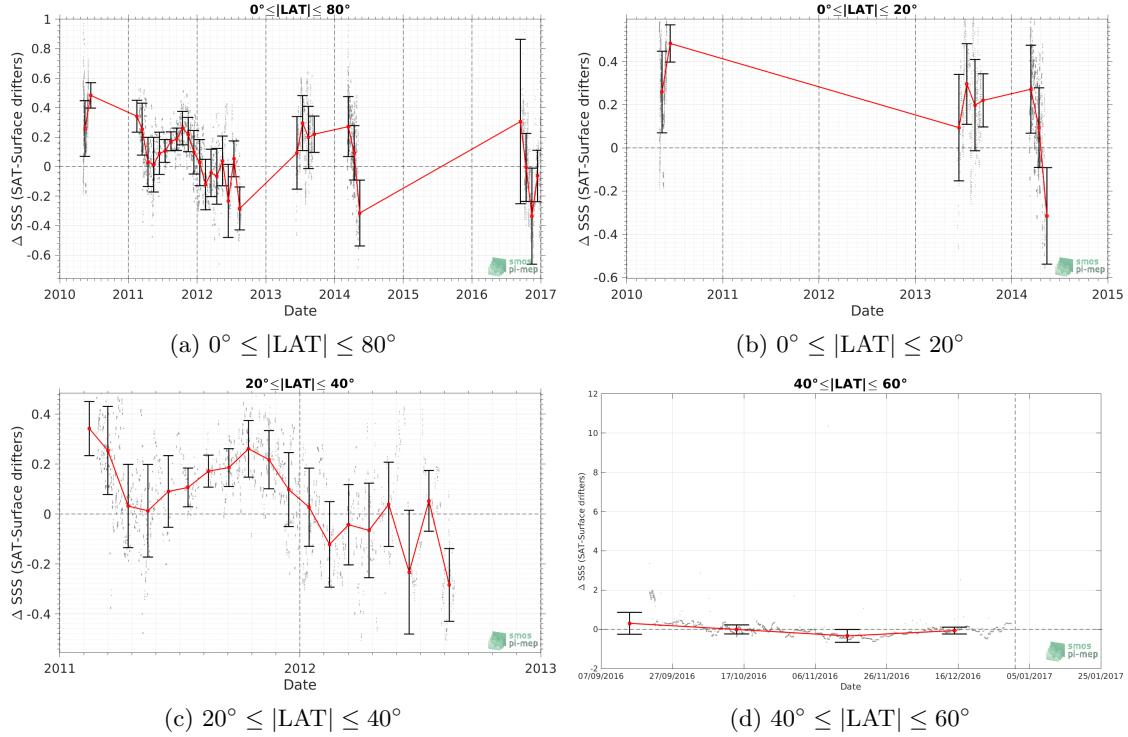 0°≤|LAT|≤ 80°
Δ SSS (SAT-Surface drifters)
1
0.8
0.6
0.4
0.2
0
-0.2
-0.4
-0.6
2010 2011 2012 2013 2014 2015 2016 2017
Date
smos
pi-mep
(a) 0° ≤ |LAT| ≤ 80°
0°≤|LAT|≤ 20°
Δ SSS (SAT-Surface drifters)
0.4
0.2
0
-0.2
-0.4
-0.6
2010 2011 2012 2013 2014 2015
Date
smos
pi-mep
(b) 0° ≤ |LAT| ≤ 20°
20°≤|LAT|≤ 40°
Δ SSS (SAT-Surface drifters)
0.4
0.2
0
-0.2
-0.4
2011 2012 2013
Date
smos
pi-mep
(c) 20° ≤ |LAT| ≤ 40°
40°≤|LAT|≤ 60°
Δ SSS (SAT-Surface drifters)
12
10
8
6
4
2
0
-2
07/09/2016 27/09/2016 17/10/2016 06/11/2016 26/11/2016 16/12/2016 05/01/2017 25/01/2017
Date
smos
pi-mep
(d) 40° ≤ |LAT| ≤ 60°